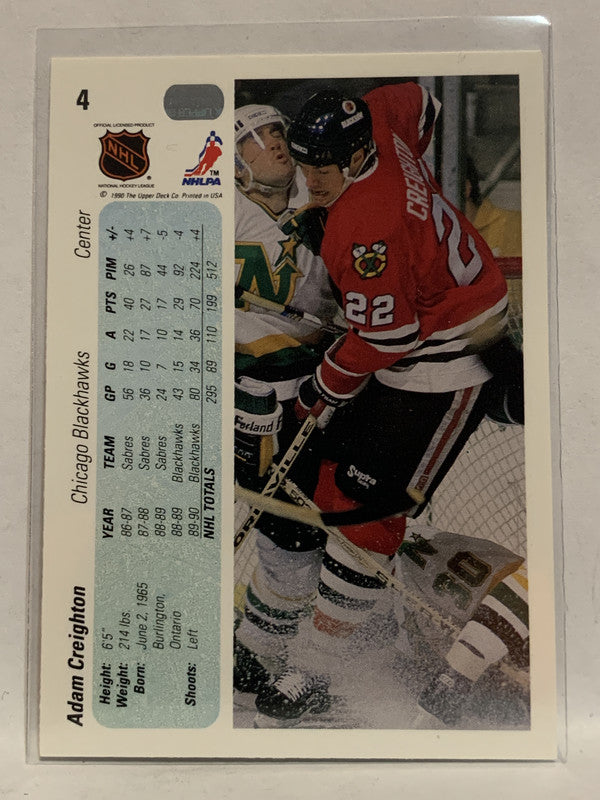 4
OFFICIAL LICENSED PRODUCT
NHL
NATIONAL HOCKEY LEAGUE
NHLPA
TM
© 1990 The Upper Deck Co. Printed in USA
Adam Creighton Chicago Blackhawks Center
Height: 6'5"
Weight: 214 lbs.
Born: June 2, 1965
Burlington,
Ontario
Shoots: Left
YEAR TEAM GP G A PTS PIM +/-
86-87 Sabres 56 18 22 40 26 +4
87-88 Sabres 36 10 17 27 87 +7
88-89 Sabres 24 7 10 17 44 -5
88-89 Blackhawks 43 15 14 29 92 -4
89-90 Blackhawks 80 34 36 70 224 +4
NHL TOTALS 295 89 110 199 512
CREIGHTON
22
22
N
Supra
30